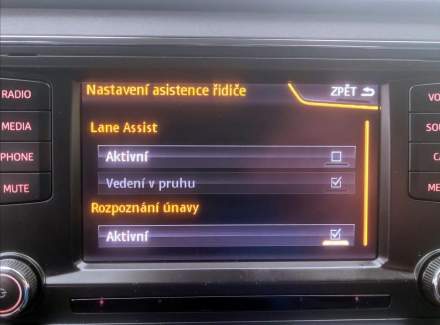 Nastavení asistence řidiče
ZPĚT
RADIO
MEDIA
PHONE
MUTE
Lane Assist
Aktivní
Vedení v pruhu
Rozpoznání únavy
Aktivní